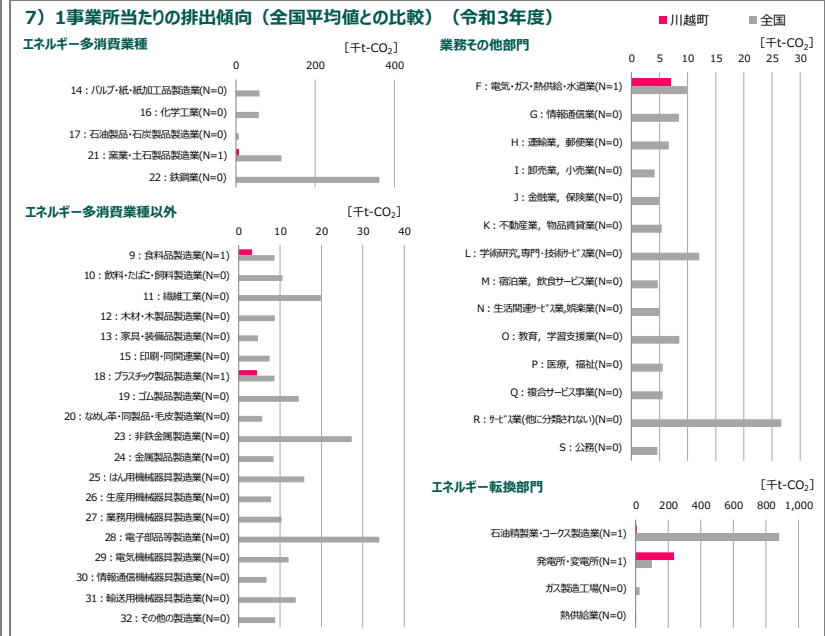 7）1事業所当たりの排出傾向（全国平均値との比較）（令和3年度）
川越町 全国
エネルギー多消費業種
[千t-CO₂]
0 200 400
14：パルプ・紙・紙加工品製造業(N=0)
16：化学工業(N=0)
17：石油製品・石炭製品製造業(N=0)
21：窯業・土石製品製造業(N=1)
22：鉄鋼業(N=0)
エネルギー多消費業種以外
[千t-CO₂]
0 10 20 30 40
9：食料品製造業(N=1)
10：飲料・たばこ・飼料製造業(N=0)
11：繊維工業(N=0)
12：木材・木製品製造業(N=0)
13：家具・装備品製造業(N=0)
15：印刷・同関連業(N=0)
18：プラスチック製品製造業(N=1)
19：ゴム製品製造業(N=0)
20：なめし革・同製品・毛皮製造業(N=0)
23：非鉄金属製造業(N=0)
24：金属製品製造業(N=0)
25：はん用機械器具製造業(N=0)
26：生産用機械器具製造業(N=0)
27：業務用機械器具製造業(N=0)
28：電子部品等製造業(N=0)
29：電気機械器具製造業(N=0)
30：情報通信機械器具製造業(N=0)
31：輸送用機械器具製造業(N=0)
32：その他の製造業(N=0)
業務その他部門
[千t-CO₂]
0 5 10 15 20 25 30
F：電気・ガス・熱供給・水道業(N=1)
G：情報通信業(N=0)
H：運輸業，郵便業(N=0)
I：卸売業，小売業(N=0)
J：金融業，保険業(N=0)
K：不動産業，物品賃貸業(N=0)
L：学術研究,専門・技術ｻｰﾋﾞｽ業(N=0)
M：宿泊業，飲食サービス業(N=0)
N：生活関連ｻｰﾋﾞｽ業,娯楽業(N=0)
O：教育，学習支援業(N=0)
P：医療，福祉(N=0)
Q：複合サービス事業(N=0)
R：ｻｰﾋﾞｽ業(他に分類されない)(N=0)
S：公務(N=0)
エネルギー転換部門
[千t-CO₂]
0 200 400 600 800 1,000
石油精製業・コークス製造業(N=1)
発電所・変電所(N=1)
ガス製造工場(N=0)
熱供給業(N=0)